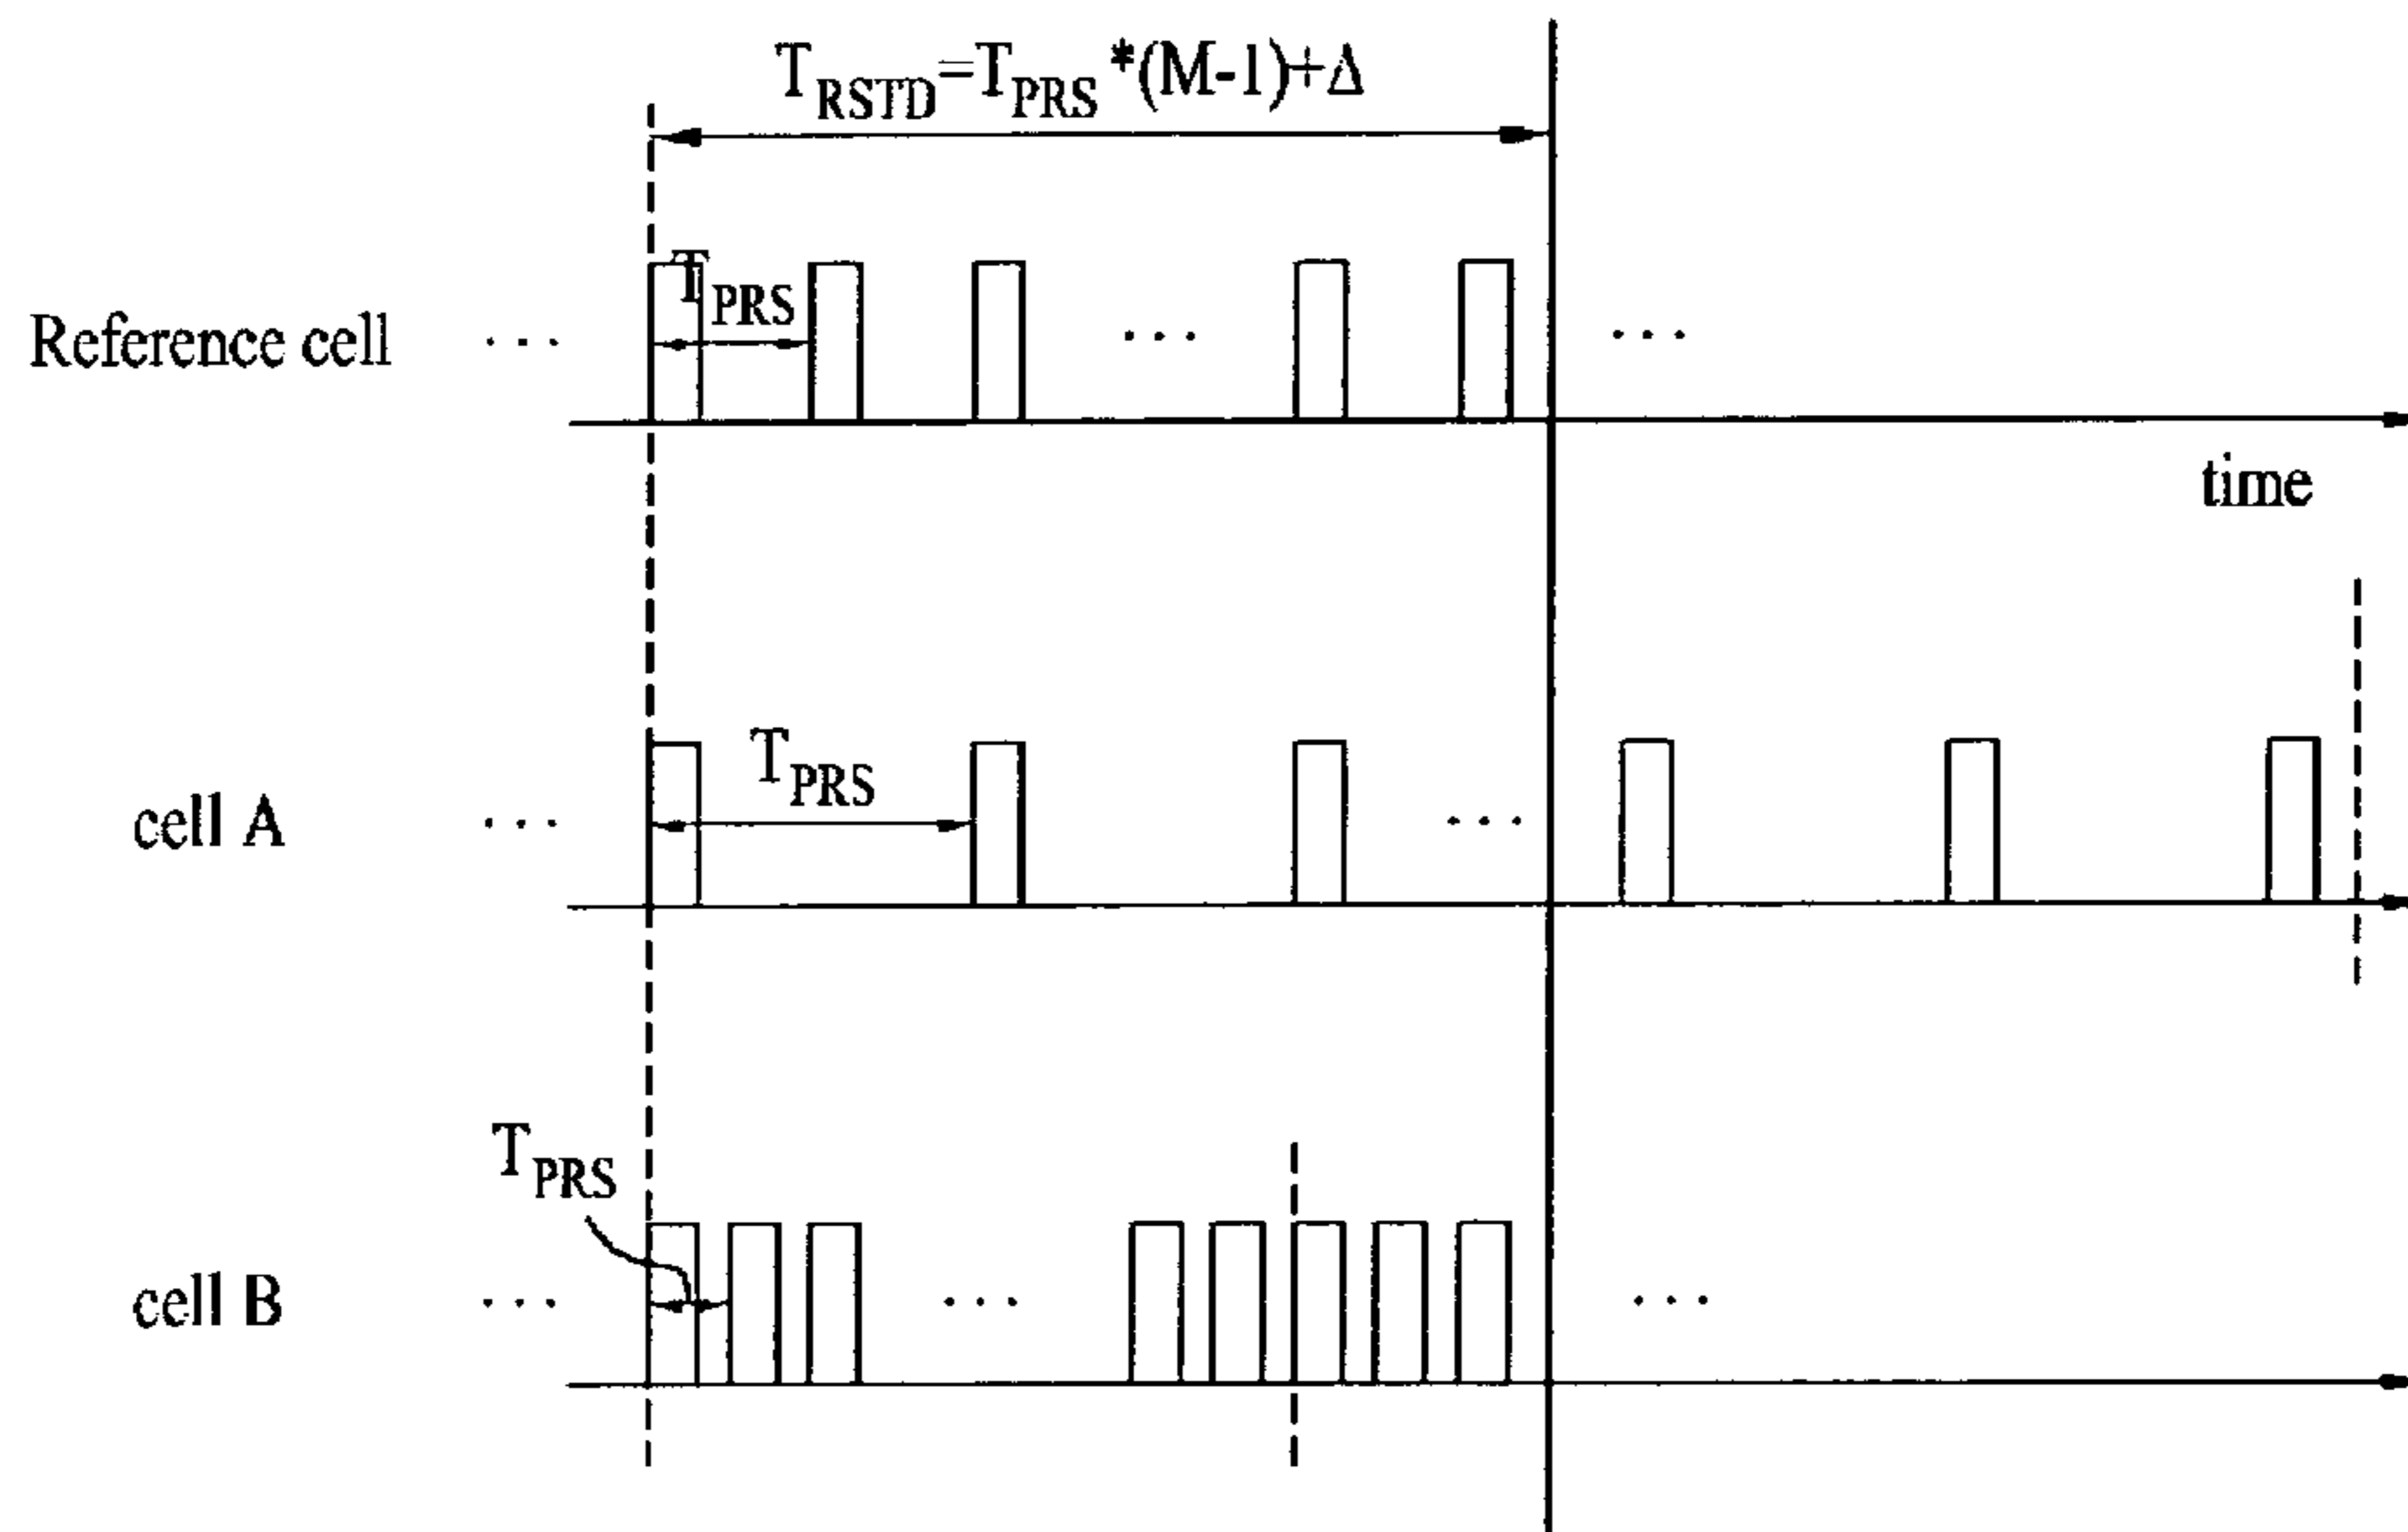 T_RSTD=T_PRS*(M-1)+Δ
T_PRS
Reference cell ... ... ...
time
T_PRS
cell A ... ...
T_PRS
cell B ... ... ...